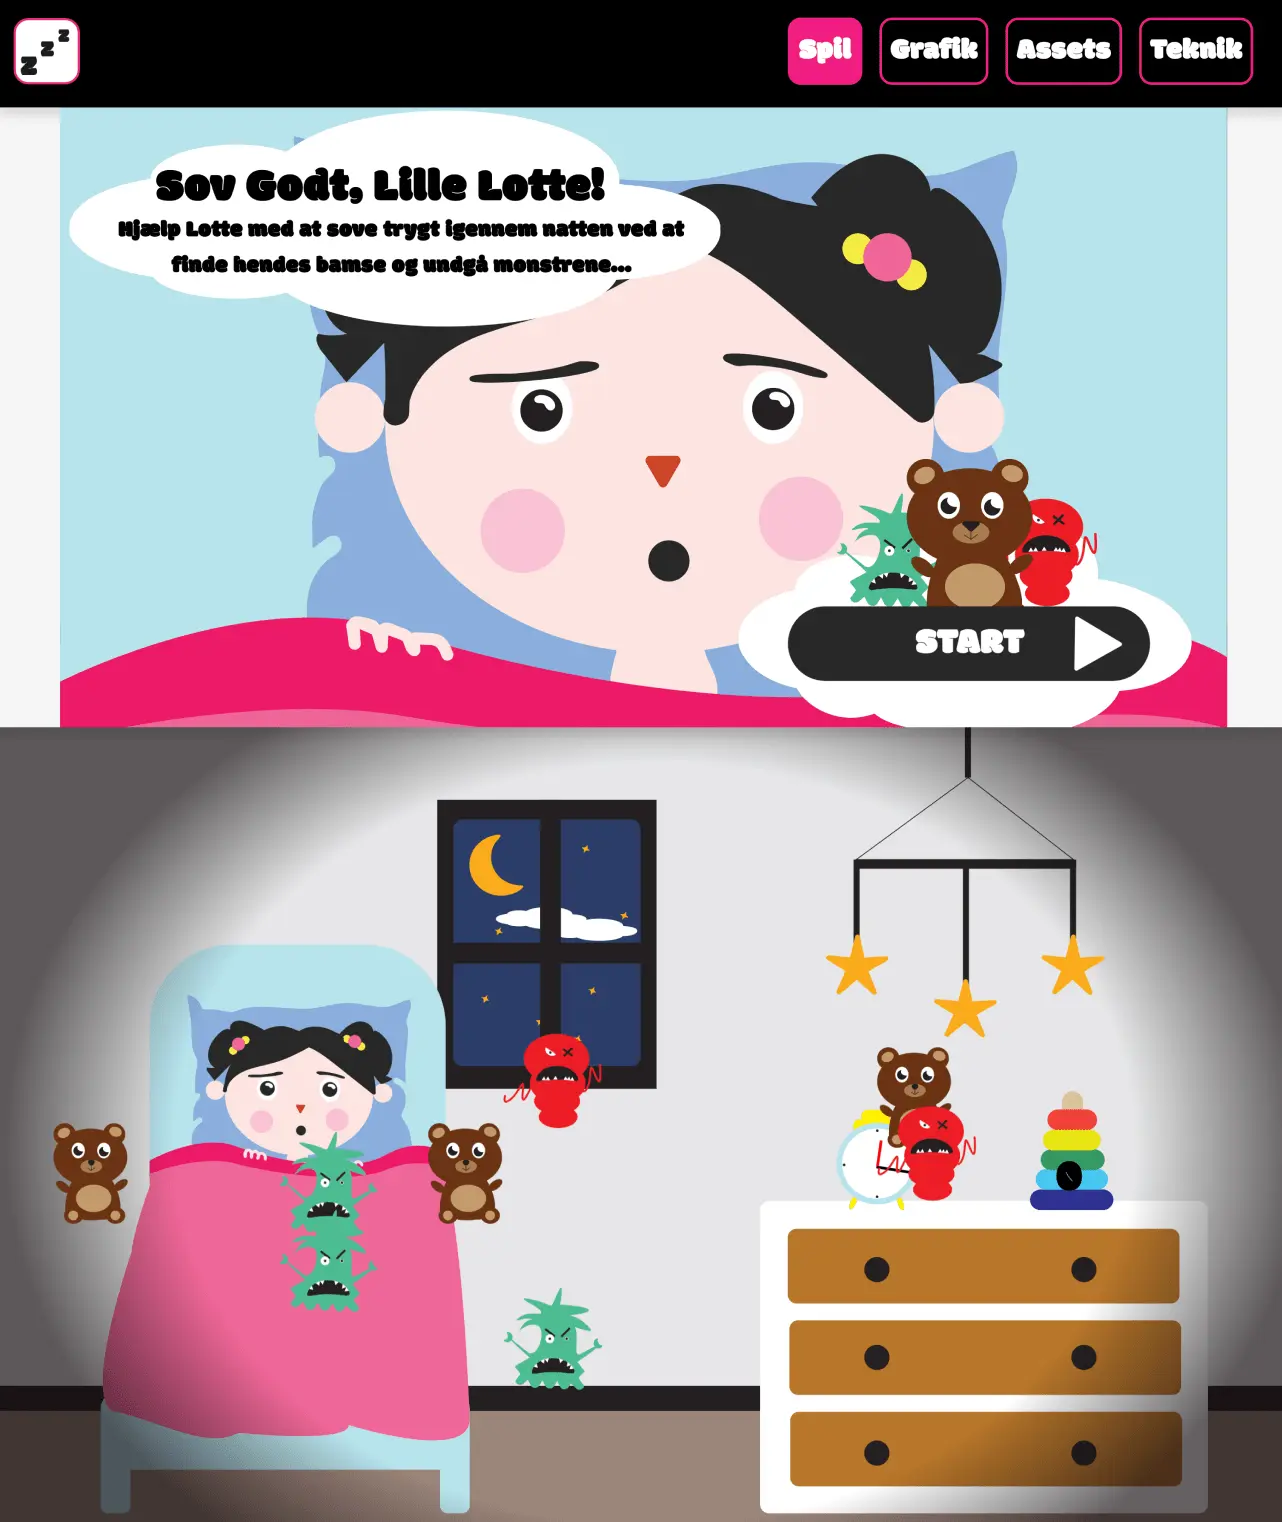 z z z
Spil Grafik Assets Teknik
Sov Godt, Lille Lotte!
Hjælp Lotte med at sove trygt igennem natten ved at
finde hendes bamse og undgå monstrene...
START